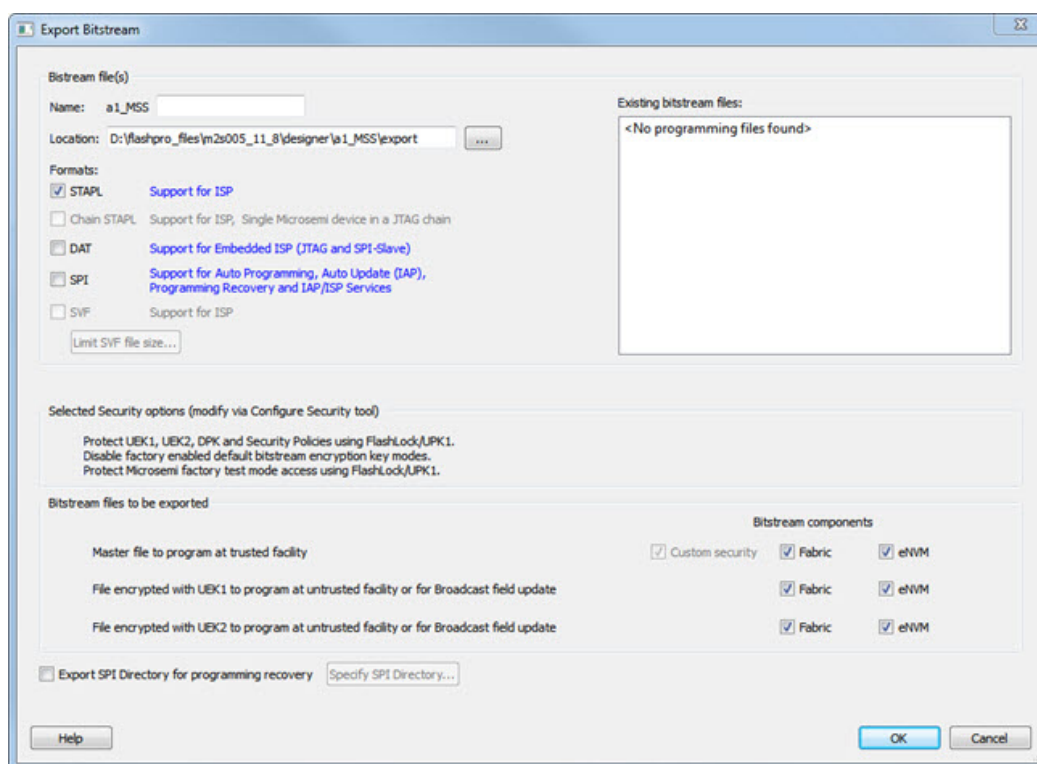 Export Bitstream
Bistream file(s)
Name: a1_MSS
Existing bitstream files:
<No programming files found>
Location: D:\flashpro_files\m2s005_11_8\designer\a1_MSS\export ...
Formats:
STAPL Support for ISP
Chain STAPL Support for ISP, Single Microsemi device in a JTAG chain
DAT Support for Embedded ISP (JTAG and SPI-Slave)
SPI Support for Auto Programming, Auto Update (IAP),
Programming Recovery and IAP/ISP Services
SVF Support for ISP
Limit SVF file size...
Selected Security options (modify via Configure Security tool)
Protect UEK1, UEK2, DPK and Security Policies using FlashLock/UPK1.
Disable factory enabled default bitstream encryption key modes.
Protect Microsemi factory test mode access using FlashLock/UPK1.
Bitstream files to be exported
Bitstream components
Master file to program at trusted facility Custom security Fabric eNVM
File encrypted with UEK1 to program at untrusted facility or for Broadcast field update Fabric eNVM
File encrypted with UEK2 to program at untrusted facility or for Broadcast field update Fabric eNVM
Export SPI Directory for programming recovery Specify SPI Directory...
Help OK Cancel